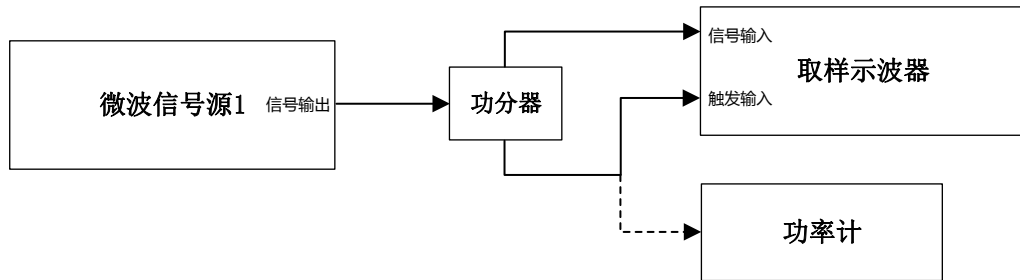 信号输入
取样示波器
微波信号源1
信号输出
功分器
触发输入
功率计